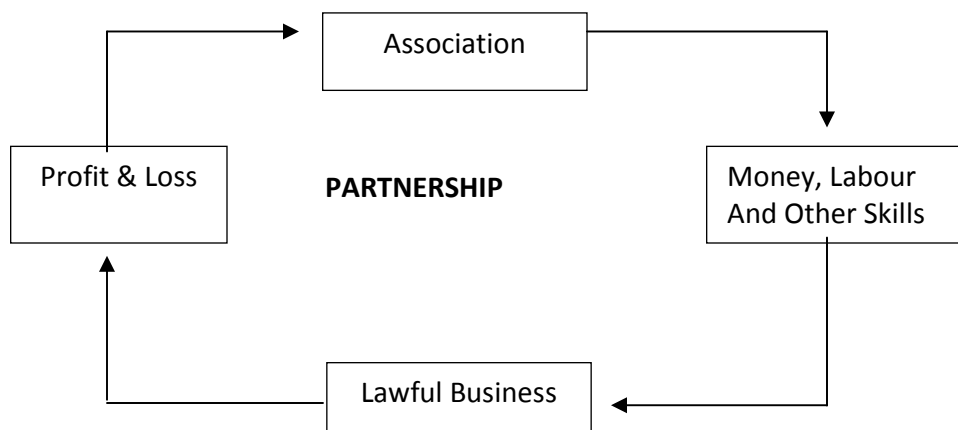 Association
Profit & Loss
PARTNERSHIP
Money, Labour
And Other Skills
Lawful Business